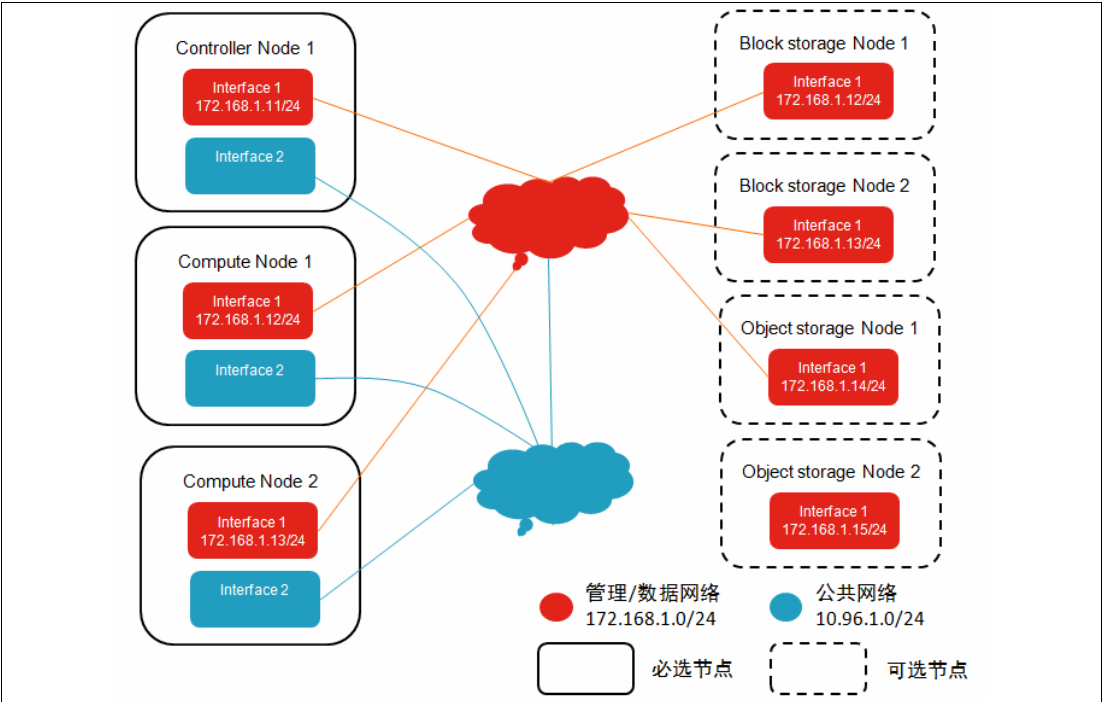 Controller Node 1
Interface 1
172.168.1.11/24
Interface 2
Compute Node 1
Interface 1
172.168.1.12/24
Interface 2
Compute Node 2
Interface 1
172.168.1.13/24
Interface 2
Block storage Node 1
Interface 1
172.168.1.12/24
Block storage Node 2
Interface 1
172.168.1.13/24
Object storage Node 1
Interface 1
172.168.1.14/24
Object storage Node 2
Interface 1
172.168.1.15/24
管理/数据网络
172.168.1.0/24
公共网络
10.96.1.0/24
必选节点
可选节点